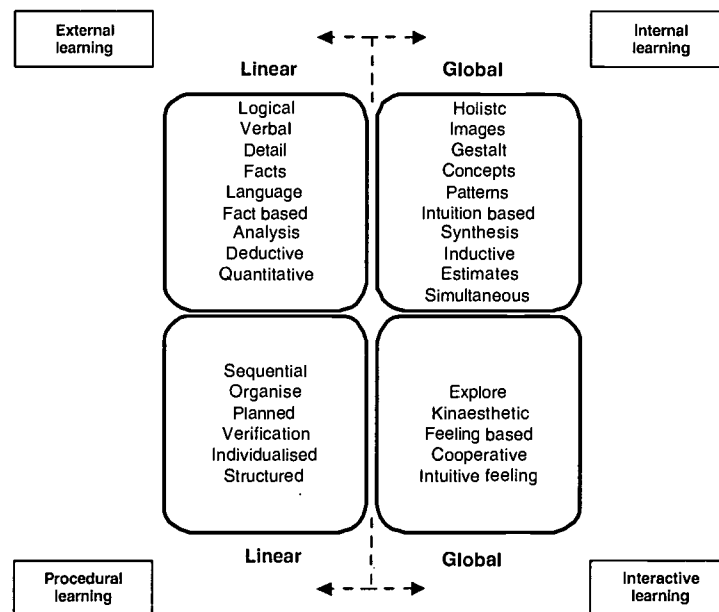 External
learning
Internal
learning
Linear
Global
Logical
Verbal
Detail
Facts
Language
Fact based
Analysis
Deductive
Quantitative
Holistc
Images
Gestalt
Concepts
Patterns
Intuition based
Synthesis
Inductive
Estimates
Simultaneous
Sequential
Organise
Planned
Verification
Individualised
Structured
Explore
Kinaesthetic
Feeling based
Cooperative
Intuitive feeling
Linear
Global
Procedural
learning
Interactive
learning